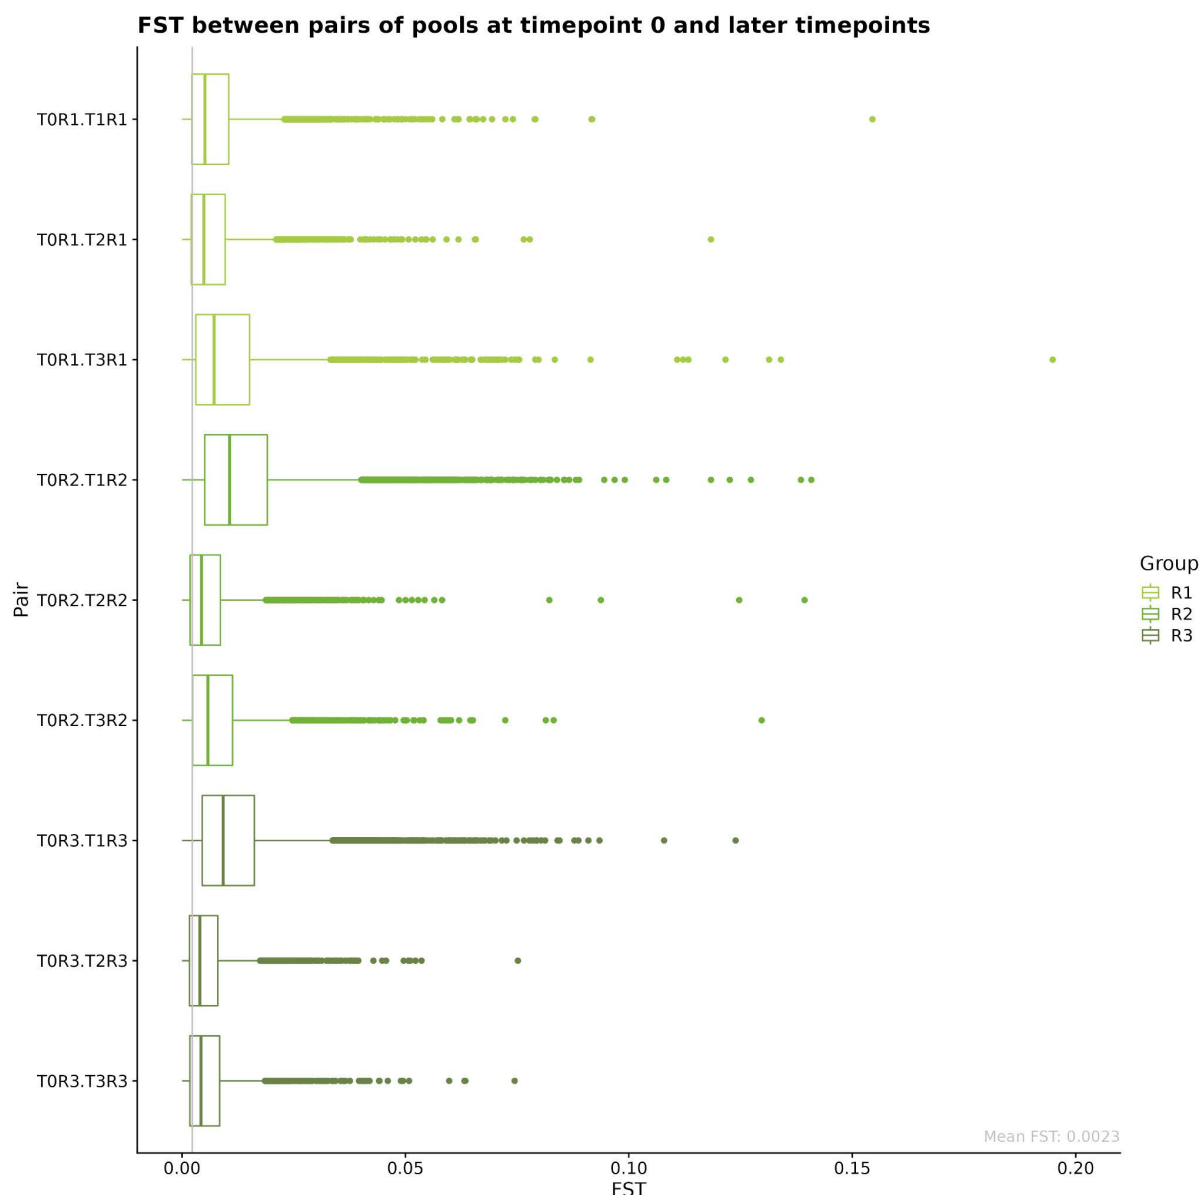 FST between pairs of pools at timepoint 0 and later timepoints
T0R1.T1R1
T0R1.T2R1
T0R1.T3R1
T0R2.T1R2
T0R2.T2R2
T0R2.T3R2
T0R3.T1R3
T0R3.T2R3
T0R3.T3R3
Pair
Group
R1
R2
R3
Mean FST: 0.0023
0.00 0.05 0.10 0.15 0.20
FST